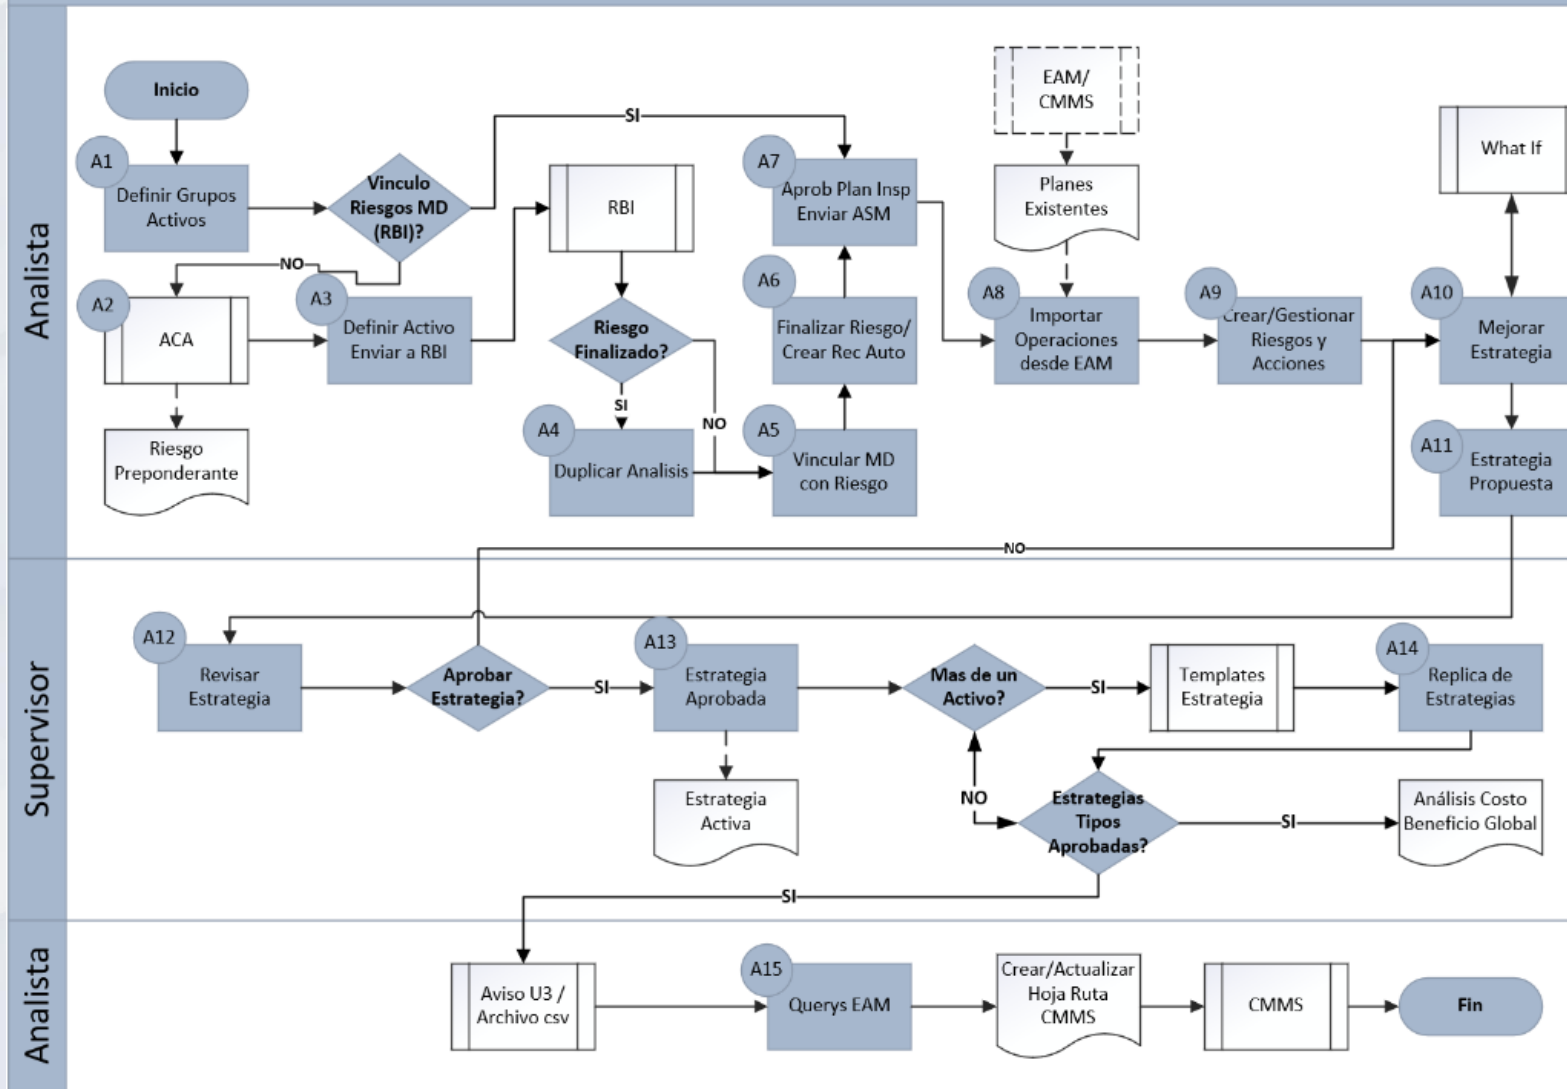 Analista
Inicio
A1
Definir Grupos
Activos
Vinculo
Riesgos MD
(RBI)?
SI
NO
A2
ACA
Riesgo
Preponderante
A3
Definir Activo
Enviar a RBI
RBI
Riesgo
Finalizado?
SI
NO
A4
Duplicar Analisis
A5
Vincular MD
con Riesgo
A6
Finalizar Riesgo/
Crear Rec Auto
A7
Aprob Plan Insp
Enviar ASM
EAM/
CMMS
Planes
Existentes
A8
Importar
Operaciones
desde EAM
A9
Crear/Gestionar
Riesgos y
Acciones
What If
A10
Mejorar
Estrategia
A11
Estrategia
Propuesta
NO
Supervisor
A12
Revisar
Estrategia
Aprobar
Estrategia?
SI
A13
Estrategia
Aprobada
Estrategia
Activa
Mas de un
Activo?
SI
Templates
Estrategia
A14
Replica de
Estrategias
NO
Estrategias
Tipos
Aprobadas?
SI
Análisis Costo
Beneficio Global
SI
Analista
Aviso U3 /
Archivo csv
A15
Querys EAM
Crear/Actualizar
Hoja Ruta
CMMS
CMMS
Fin